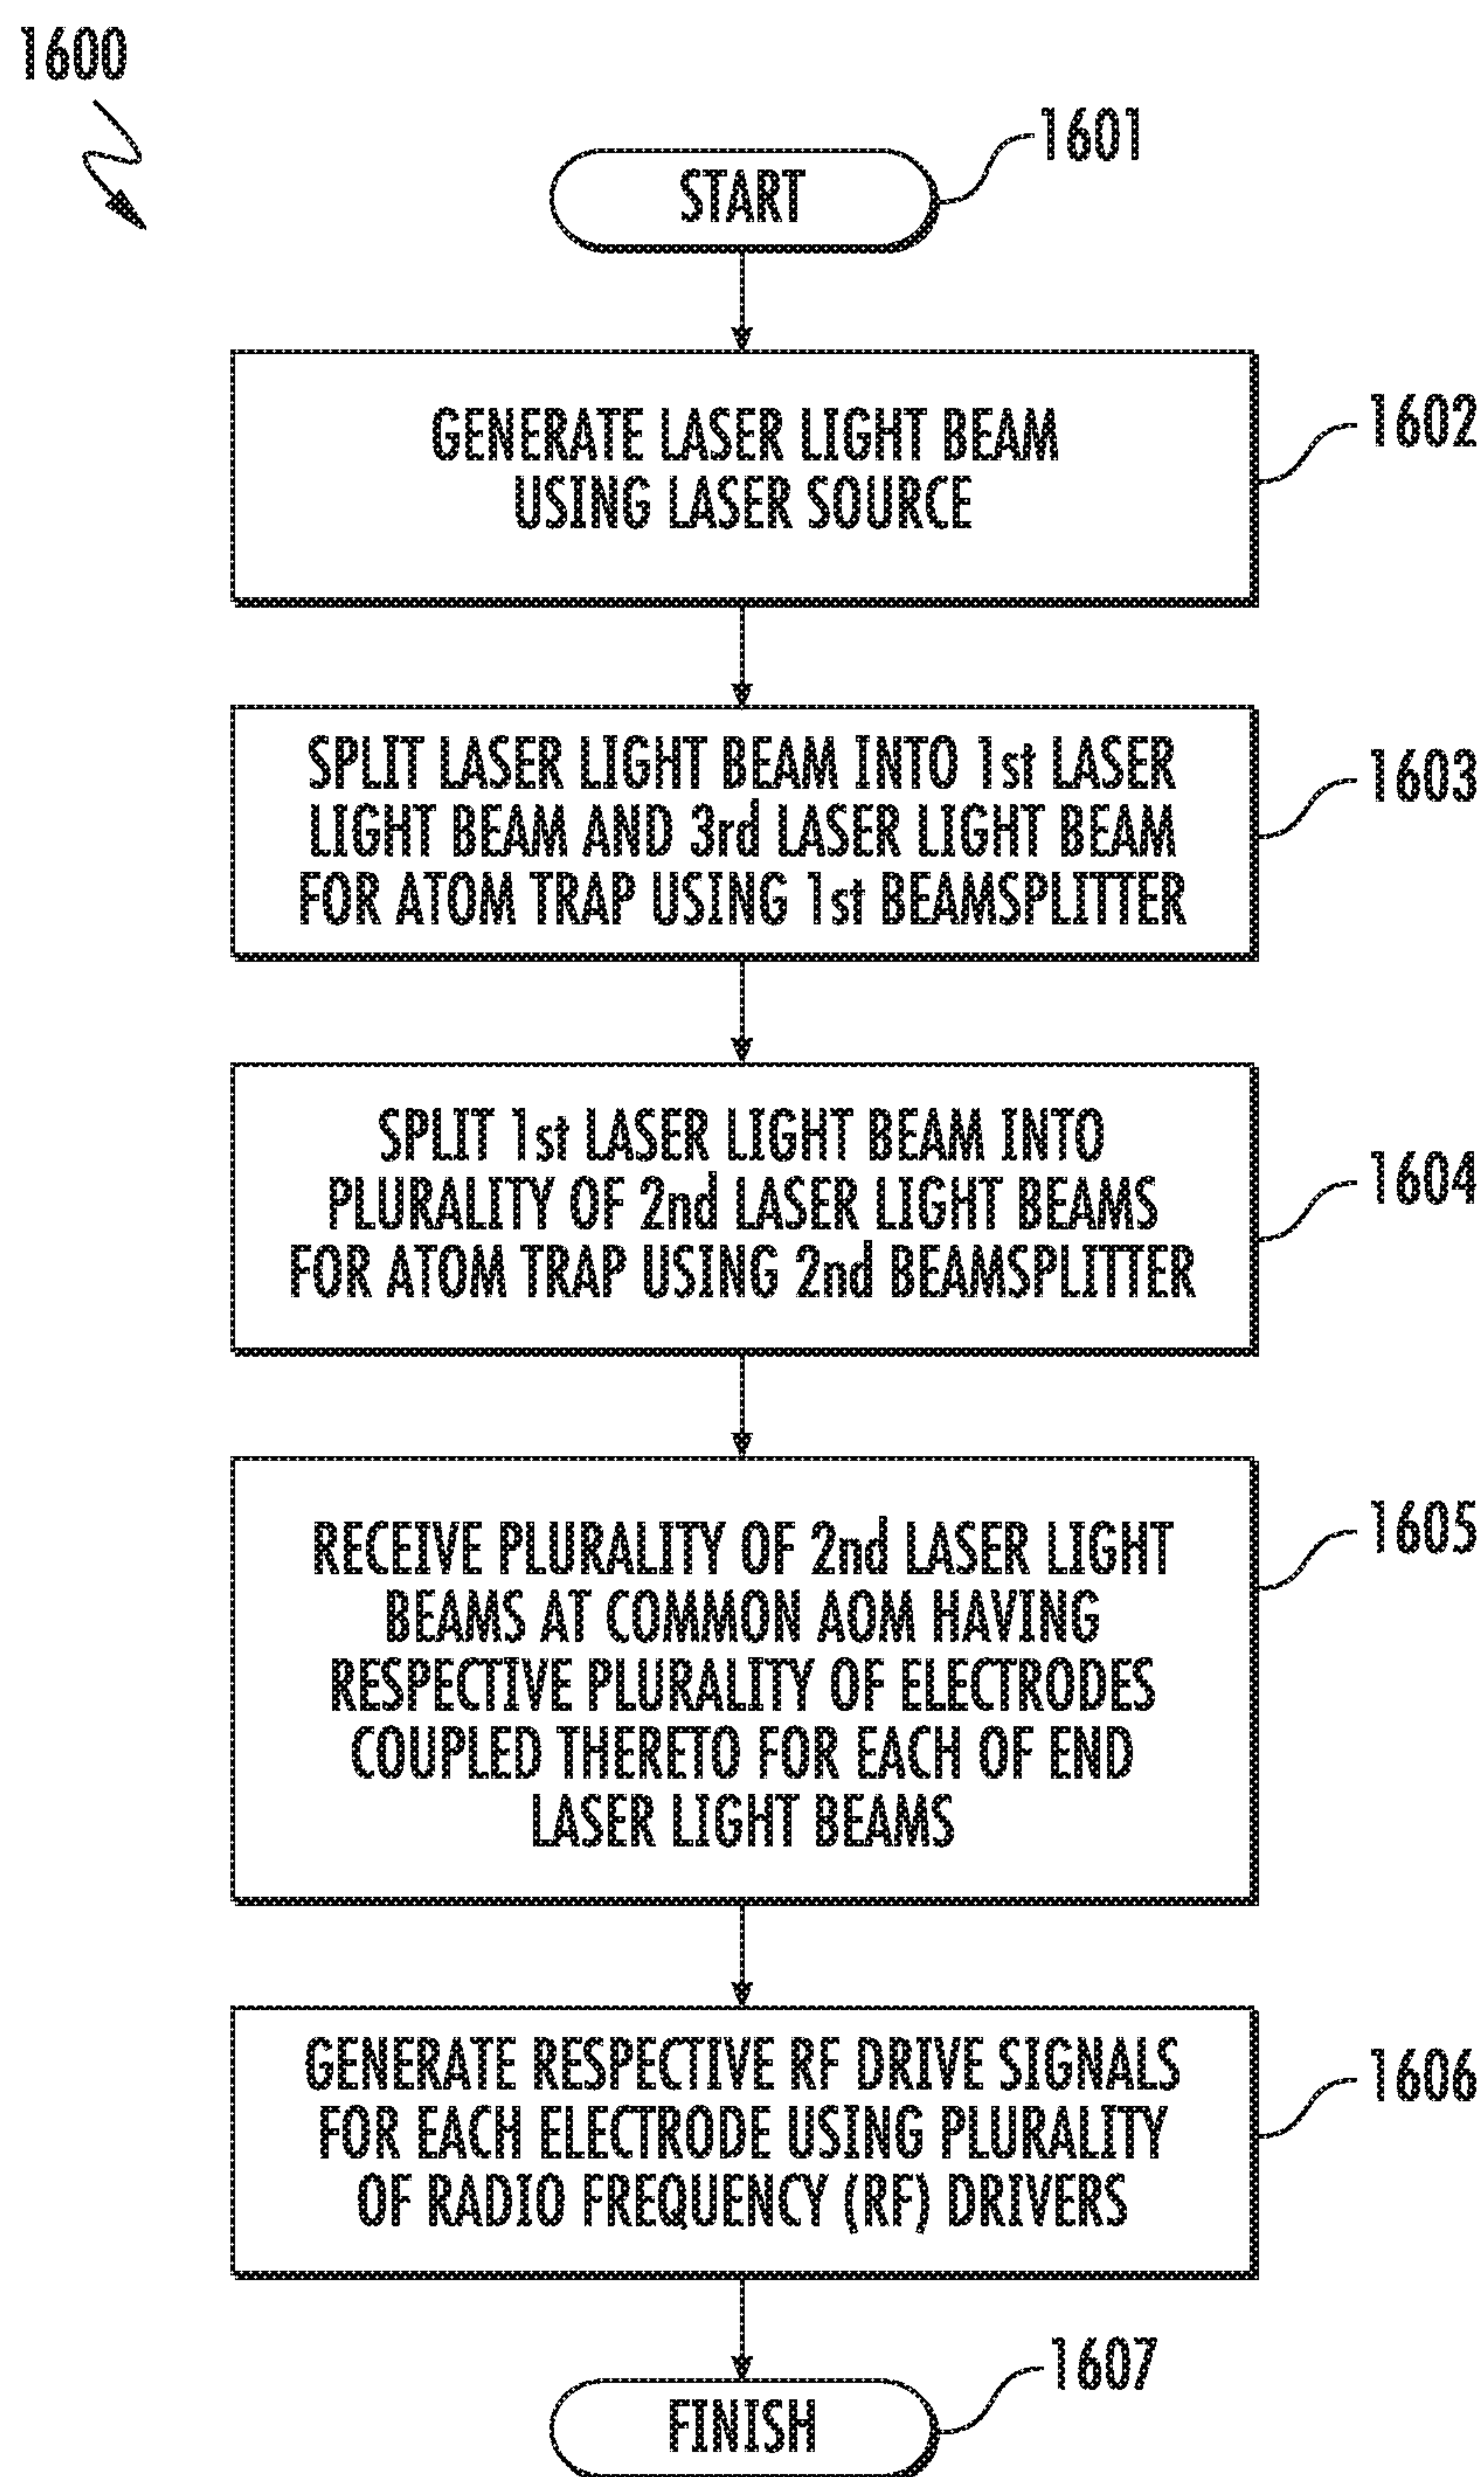 1600
1601
START
GENERATE LASER LIGHT BEAM
USING LASER SOURCE
1602
SPLIT LASER LIGHT BEAM INTO 1st LASER
LIGHT BEAM AND 3rd LASER LIGHT BEAM
FOR ATOM TRAP USING 1st BEAMSPLITTER
1603
SPLIT 1st LASER LIGHT BEAM INTO
PLURALITY OF 2nd LASER LIGHT BEAMS
FOR ATOM TRAP USING 2nd BEAMSPLITTER
1604
RECEIVE PLURALITY OF 2nd LASER LIGHT
BEAMS AT COMMON AOM HAVING
RESPECTIVE PLURALITY OF ELECTRODES
COUPLED THERETO FOR EACH OF END
LASER LIGHT BEAMS
1605
GENERATE RESPECTIVE RF DRIVE SIGNALS
FOR EACH ELECTRODE USING PLURALITY
OF RADIO FREQUENCY (RF) DRIVERS
1606
1607
FINISH